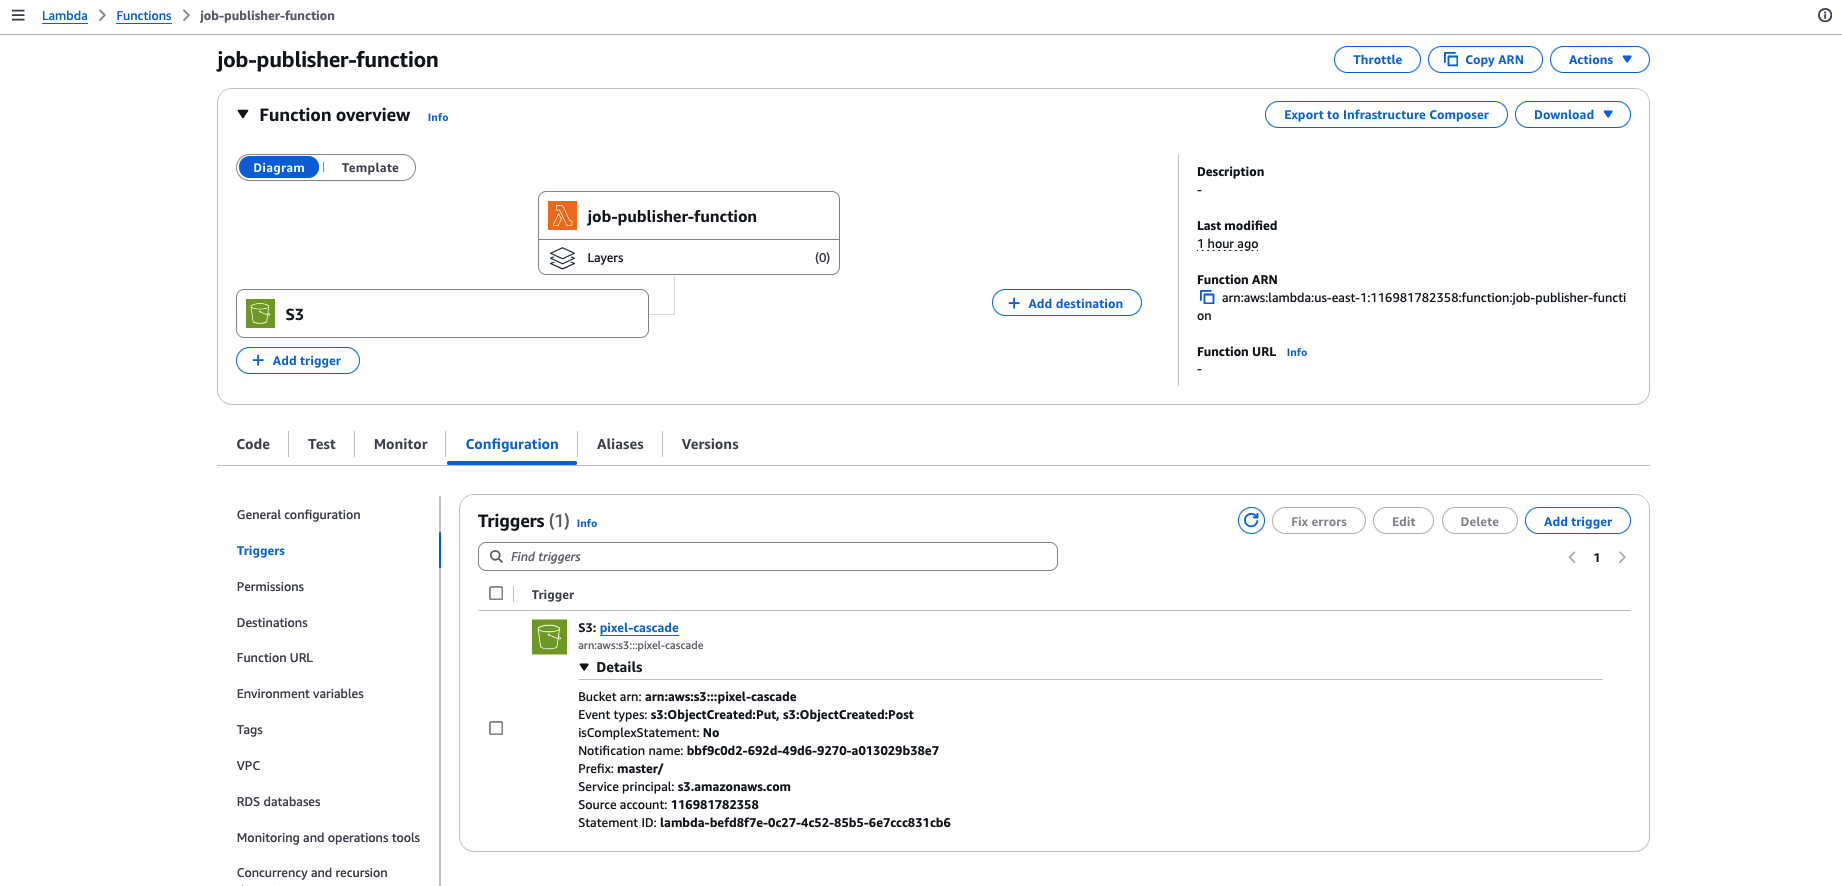 Lambda > Functions > job-publisher-function
job-publisher-function
Throttle
Copy ARN
Actions
Function overview Info
Export to Infrastructure Composer
Download
Diagram
Template
job-publisher-function
Layers (0)
S3
+ Add trigger
+ Add destination
Description
-
Last modified
1 hour ago
Function ARN
arn:aws:lambda:us-east-1:116981782358:function:job-publisher-functi
on
Function URL Info
-
Code
Test
Monitor
Configuration
Aliases
Versions
General configuration
Triggers
Permissions
Destinations
Function URL
Environment variables
Tags
VPC
RDS databases
Monitoring and operations tools
Concurrency and recursion
Triggers (1) Info
Fix errors
Edit
Delete
Add trigger
Find triggers
1
Trigger
S3: pixel-cascade
arn:aws:s3:::pixel-cascade
Details
Bucket arn: arn:aws:s3:::pixel-cascade
Event types: s3:ObjectCreated:Put, s3:ObjectCreated:Post
isComplexStatement: No
Notification name: bbf9c0d2-692d-49d6-9270-a013029b38e7
Prefix: master/
Service principal: s3.amazonaws.com
Source account: 116981782358
Statement ID: lambda-befd8f7e-0c27-4c52-85b5-6e7ccc831cb6